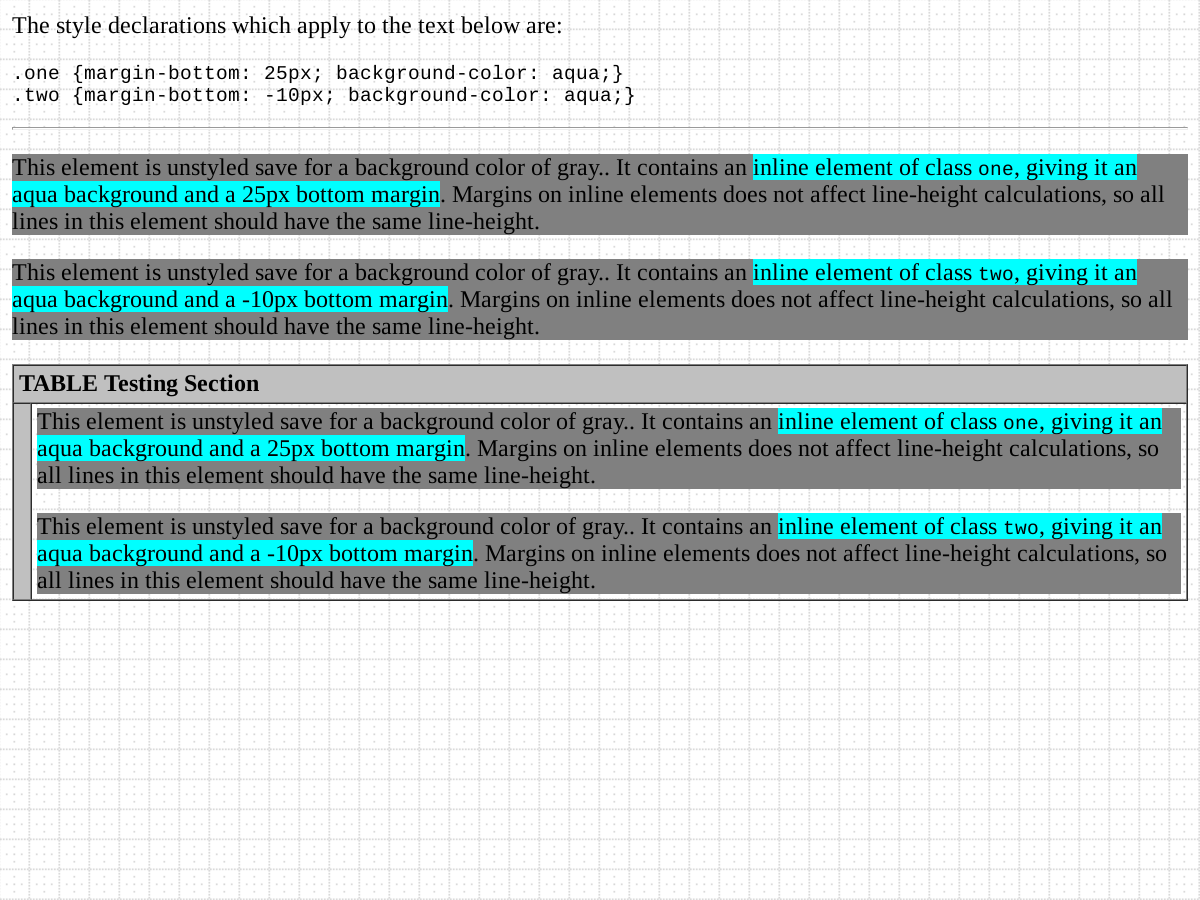 The style declarations which apply to the text below are:
.one {margin-bottom: 25px; background-color: aqua;}
.two {margin-bottom: -10px; background-color: aqua;}
This element is unstyled save for a background color of gray.. It contains an inline element of class one, giving it an
aqua background and a 25px bottom margin. Margins on inline elements does not affect line-height calculations, so all
lines in this element should have the same line-height.
This element is unstyled save for a background color of gray.. It contains an inline element of class two, giving it an
aqua background and a -10px bottom margin. Margins on inline elements does not affect line-height calculations, so all
lines in this element should have the same line-height.
TABLE Testing Section
This element is unstyled save for a background color of gray.. It contains an inline element of class one, giving it an
aqua background and a 25px bottom margin. Margins on inline elements does not affect line-height calculations, so
all lines in this element should have the same line-height.
This element is unstyled save for a background color of gray.. It contains an inline element of class two, giving it an
aqua background and a -10px bottom margin. Margins on inline elements does not affect line-height calculations, so
all lines in this element should have the same line-height.